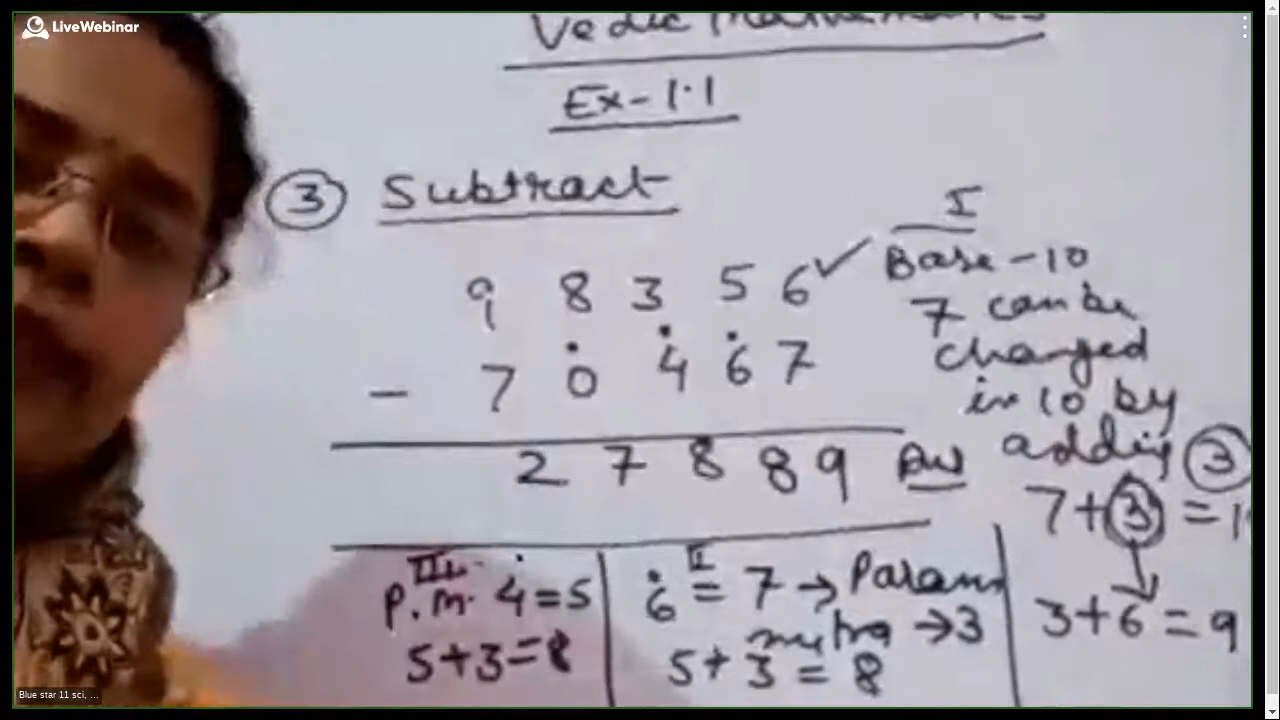 LiveWebinar
Vedic Mathematics
Ex-1.1
③ Subtract
9 8 3 5 6 ✓
- 7 0̇ 4̇ 6̇ 7
2 7 8 8 9 Ans
I
Base-10
7 can be
changed
in 10 by
adding ③
7+③=1
3+6=9
II
6̇ = 7 → Param
mitra → 3
5+3=8
III
P.M. 4̇=5
5+3=8
Blue star 11 sci, ...